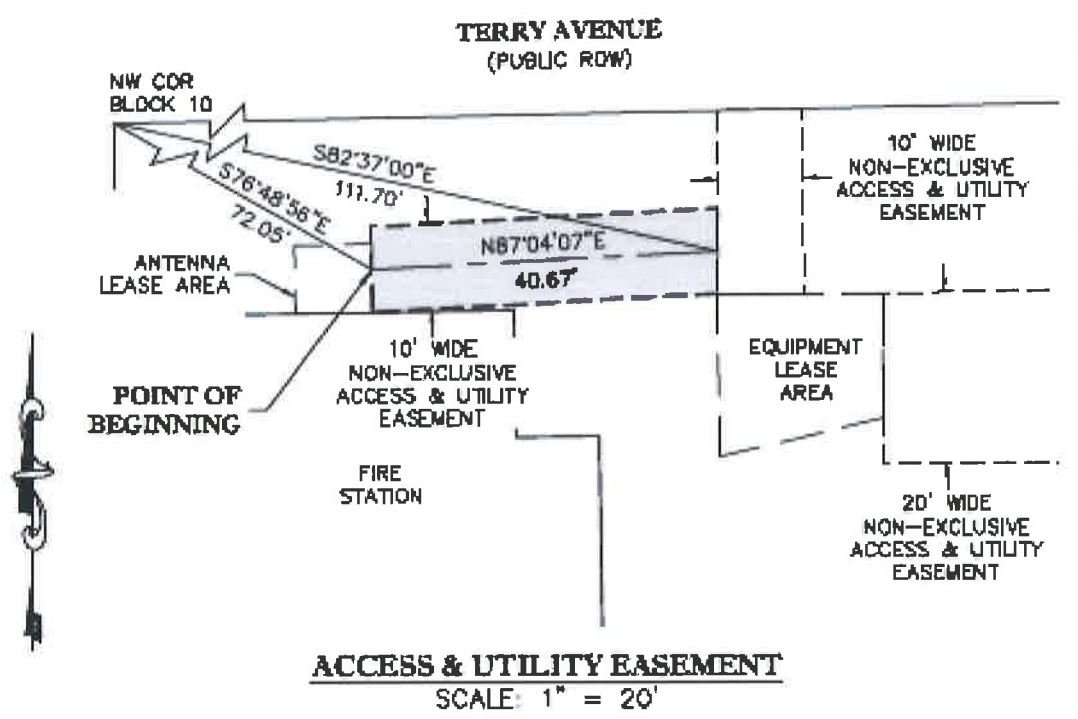 TERRY AVENUE
(PUBLIC ROW)
NW COR
BLOCK 10
S82°37'00"E
111.70'
S76°48'56"E
72.05'
10' WIDE
NON-EXCLUSIVE
ACCESS & UTILITY
EASEMENT
N87°04'07"E
40.67'
ANTENNA
LEASE AREA
10' WIDE
NON-EXCLUSIVE
ACCESS & UTILITY
EASEMENT
EQUIPMENT
LEASE
AREA
POINT OF
BEGINNING
FIRE
STATION
20' WIDE
NON-EXCLUSIVE
ACCESS & UTILITY
EASEMENT
ACCESS & UTILITY EASEMENT
SCALE: 1" = 20'